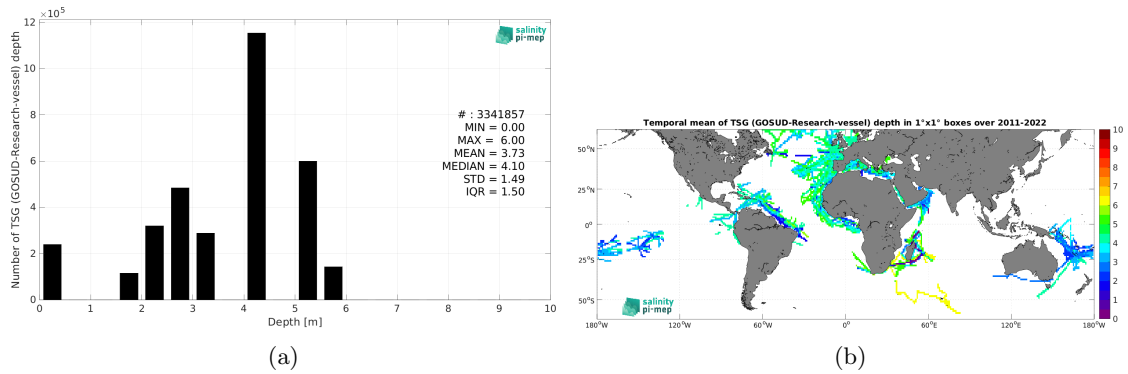 12 ×10⁵
10
8
6
4
2
0
Number of TSG (GOSUD-Research-vessel) depth
salinity
pi-mep
# : 3341857
MIN = 0.00
MAX = 6.00
MEAN = 3.73
MEDIAN = 4.10
STD = 1.49
IQR = 1.50
0 1 2 3 4 5 6 7 8 9 10
Depth [m]
(a)
Temporal mean of TSG (GOSUD-Research-vessel) depth in 1°x1° boxes over 2011-2022
50°N
25°N
0°
25°S
50°S
salinity
pi-mep
180°W 120°W 60°W 0° 60°E 120°E 180°W
10
9
8
7
6
5
4
3
2
1
0
(b)